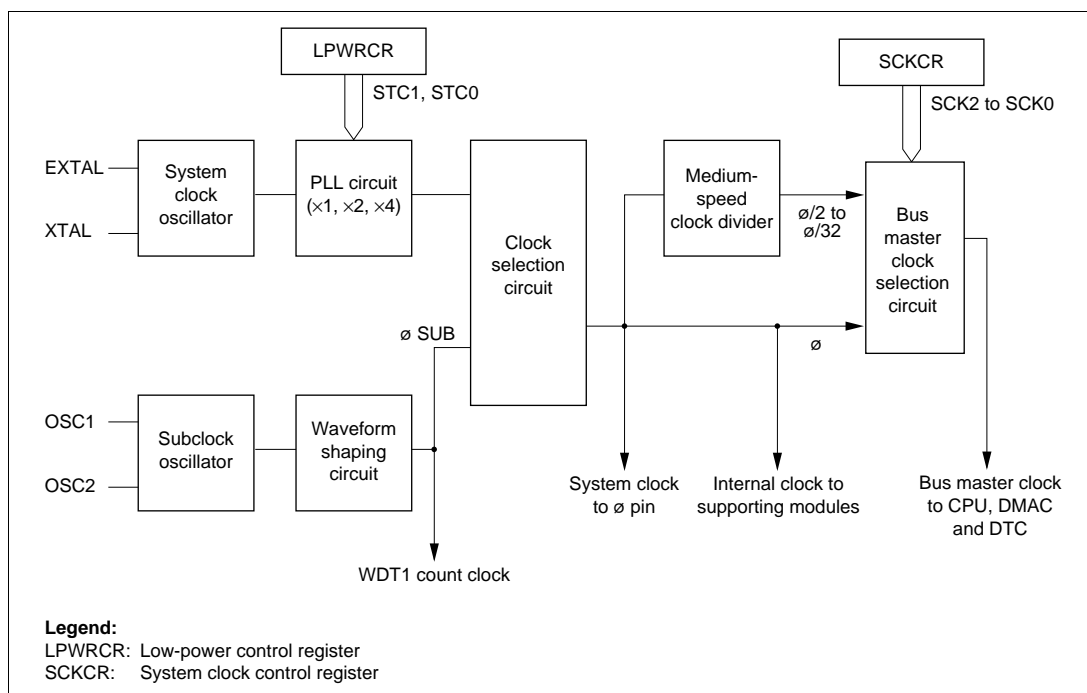 LPWRCR
STC1, STC0
SCKCR
SCK2 to SCK0
EXTAL
XTAL
System
clock
oscillator
PLL circuit
(×1, ×2, ×4)
Clock
selection
circuit
Medium-
speed
clock divider
ø/2 to
ø/32
Bus
master
clock
selection
circuit
ø
ø SUB
OSC1
OSC2
Subclock
oscillator
Waveform
shaping
circuit
WDT1 count clock
System clock
to ø pin
Internal clock to
supporting modules
Bus master clock
to CPU, DMAC
and DTC
Legend:
LPWRCR: Low-power control register
SCKCR: System clock control register